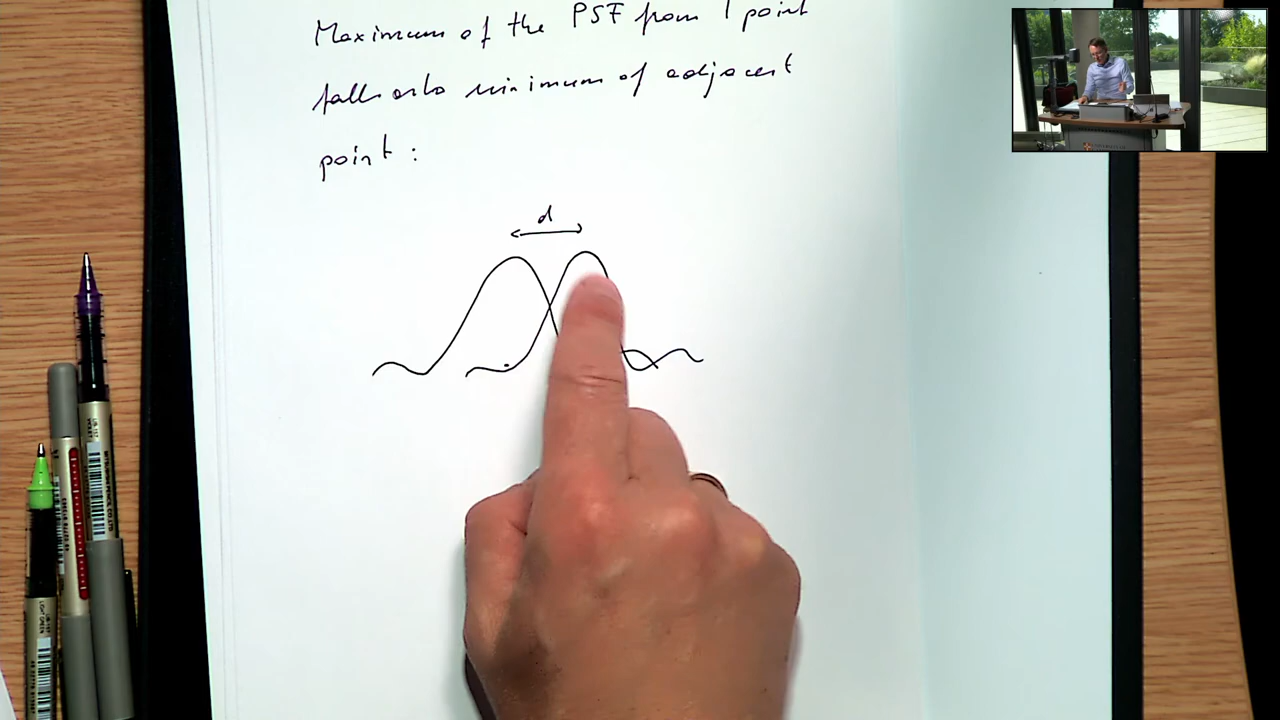 Maximum of the PSF from 1 point
falls onto minimum of adjacent
point :
d